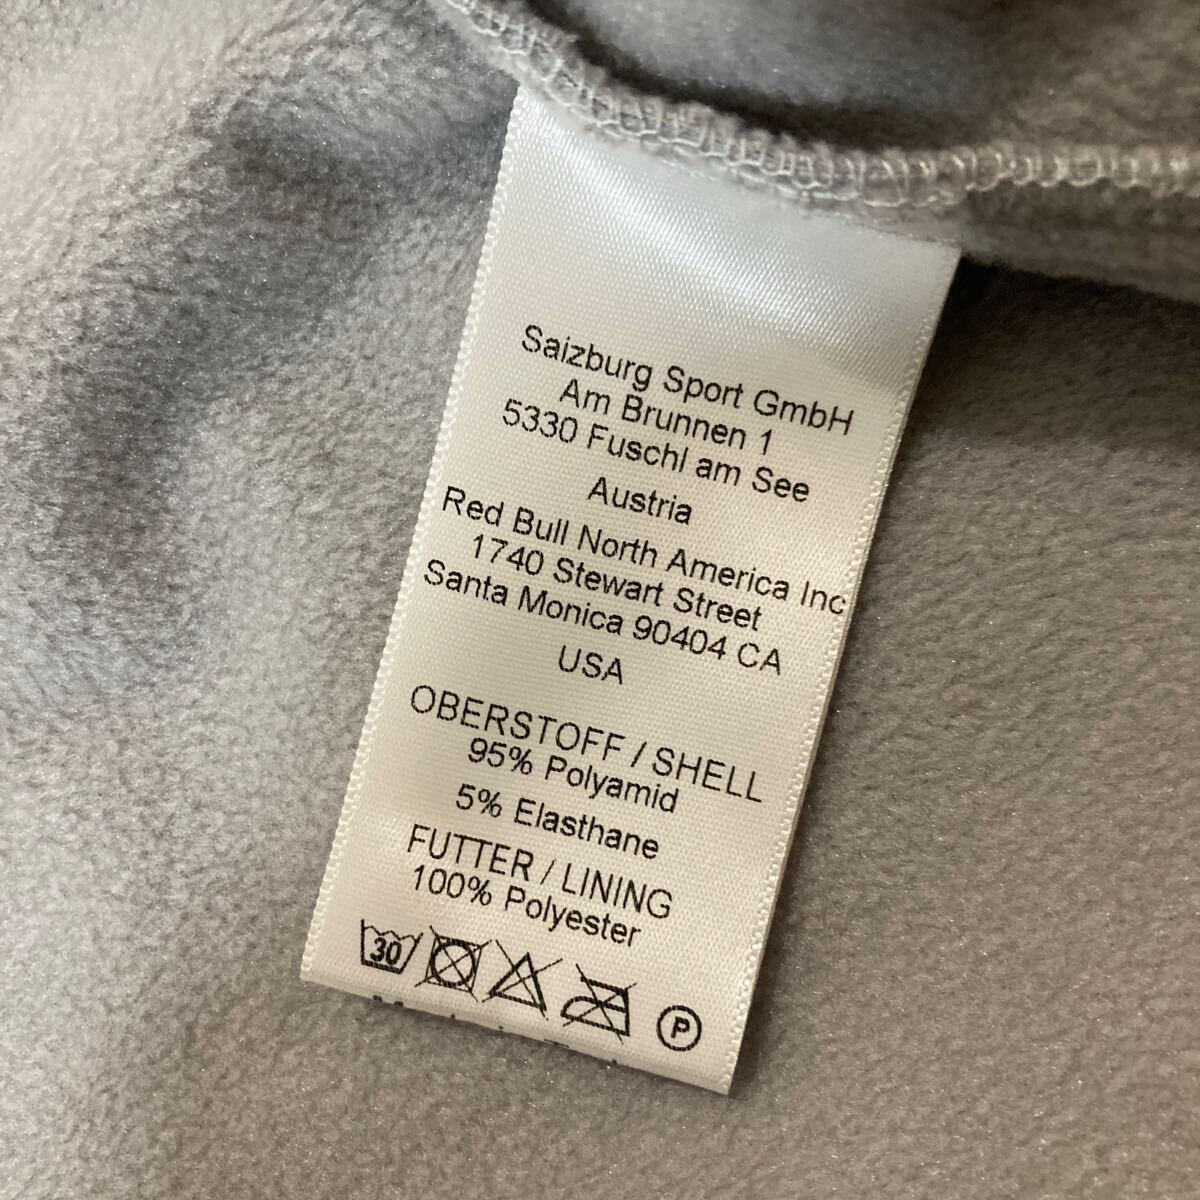 Saizburg Sport GmbH
Am Brunnen 1
5330 Fuschl am See
Austria
Red Bull North America Inc
1740 Stewart Street
Santa Monica 90404 CA
USA
OBERSTOFF / SHELL
95% Polyamid
5% Elasthane
FUTTER / LINING
100% Polyester
30
P